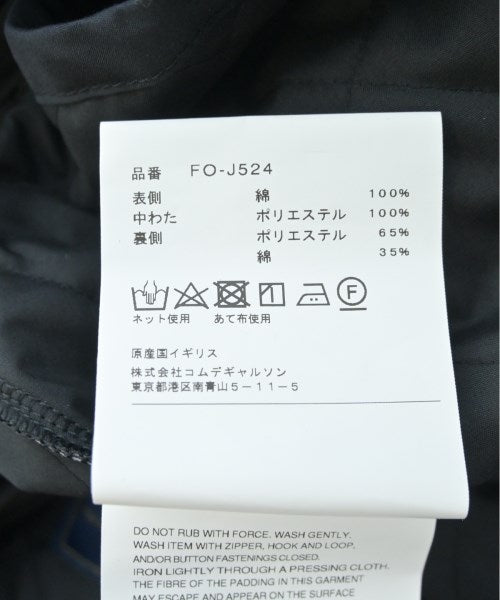 品番 FO-J524
表側 綿 100%
中わた ポリエステル 100%
裏側 ポリエステル 65%
綿 35%
F
ネット使用 あて布使用
原産国イギリス
株式会社コムデギャルソン
東京都港区南青山5-11-5
DO NOT RUB WITH FORCE. WASH GENTLY.
WASH ITEM WITH ZIPPER, HOOK AND LOOP,
AND/OR BUTTON FASTENINGS CLOSED.
IRON LIGHTLY THROUGH A PRESSING CLOTH.
THE FIBRE OF THE PADDING IN THIS GARMENT
MAY ESCAPE AND APPEAR ON THE SURFACE